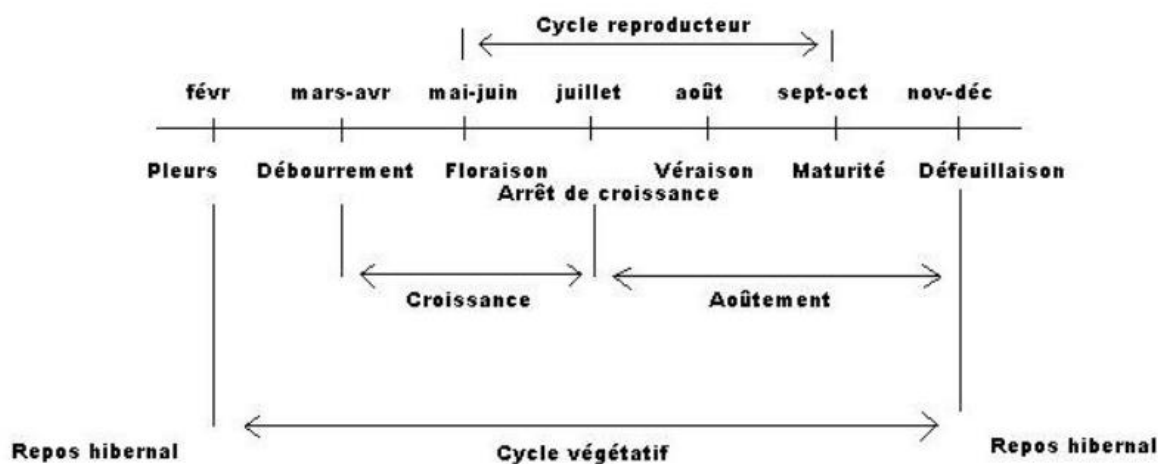 Cycle reproducteur
févr mars-avr mai-juin juillet août sept-oct nov-déc
Pleurs Débourrement Floraison Véraison Maturité Défeuillaison
Arrêt de croissance
Croissance Aoûtement
Repos hibernal Cycle végétatif Repos hibernal